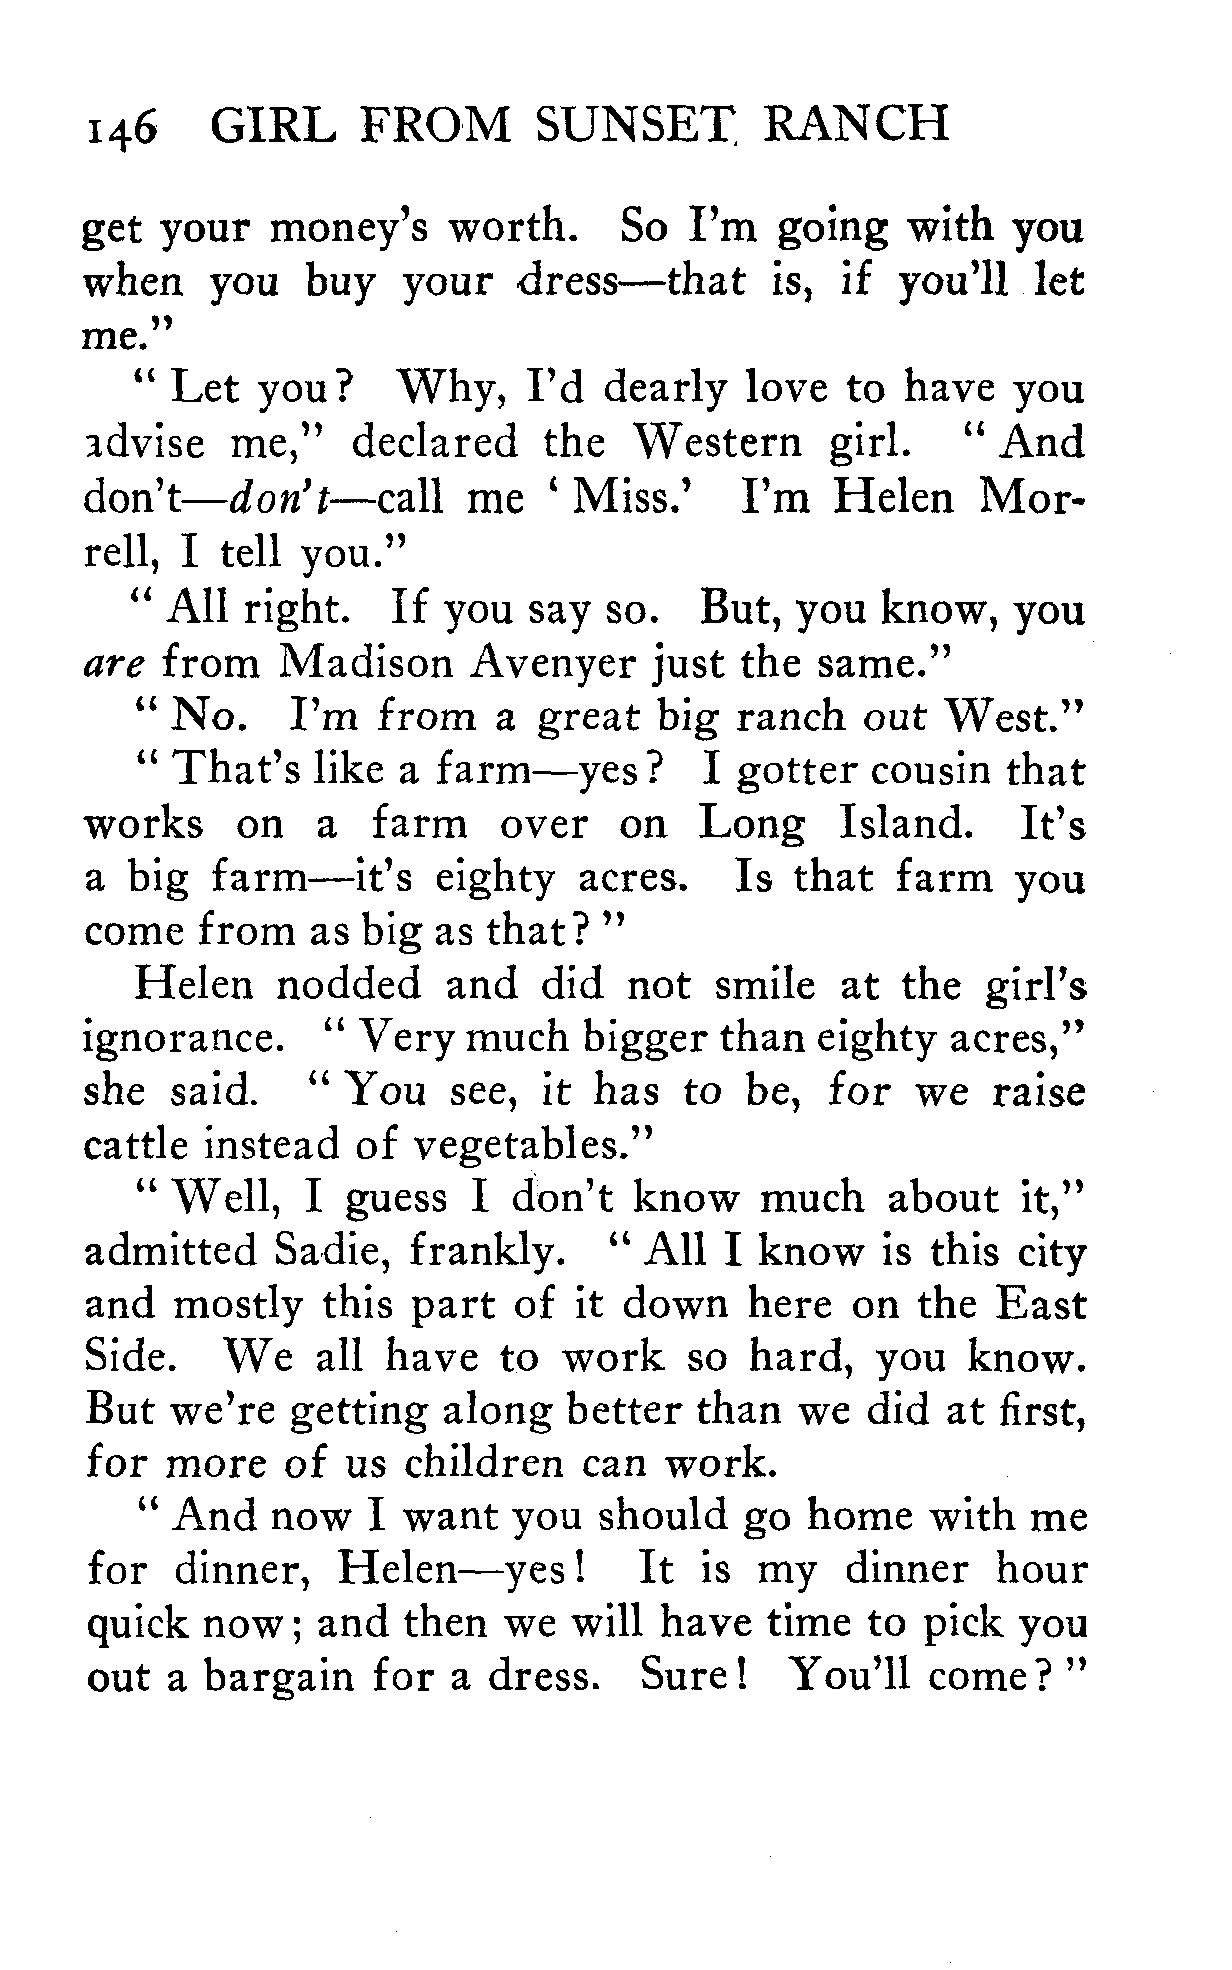 146 GIRL FROM SUNSET RANCH
get your money's worth. So I'm going with you
when you buy your dress—that is, if you'll let
me."
" Let you? Why, I'd dearly love to have you
advise me," declared the Western girl. " And
don't—don't—call me ' Miss.' I'm Helen Mor-
rell, I tell you."
" All right. If you say so. But, you know, you
are from Madison Avenyer just the same."
" No. I'm from a great big ranch out West."
" That's like a farm—yes? I gotter cousin that
works on a farm over on Long Island. It's
a big farm—it's eighty acres. Is that farm you
come from as big as that? "
Helen nodded and did not smile at the girl's
ignorance. " Very much bigger than eighty acres,"
she said. " You see, it has to be, for we raise
cattle instead of vegetables."
" Well, I guess I don't know much about it,"
admitted Sadie, frankly. " All I know is this city
and mostly this part of it down here on the East
Side. We all have to work so hard, you know.
But we're getting along better than we did at first,
for more of us children can work.
" And now I want you should go home with me
for dinner, Helen—yes! It is my dinner hour
quick now; and then we will have time to pick you
out a bargain for a dress. Sure! You'll come? "